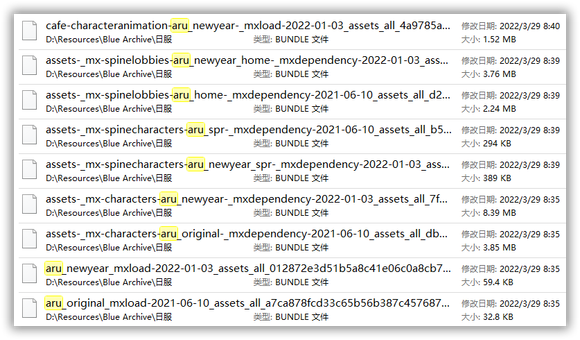 cafe-characteranimation-aru_newyear-_mxload-2022-01-03_assets_all_4a9785a... 修改日期: 2022/3/29 8:40
D:\Resources\Blue Archive\日服 类型: BUNDLE 文件 大小: 1.52 MB
assets-_mx-spinelobbies-aru_newyear_home-_mxdependency-2022-01-03_ass... 修改日期: 2022/3/29 8:39
D:\Resources\Blue Archive\日服 类型: BUNDLE 文件 大小: 3.76 MB
assets-_mx-spinelobbies-aru_home-_mxdependency-2021-06-10_assets_all_d2... 修改日期: 2022/3/29 8:39
D:\Resources\Blue Archive\日服 类型: BUNDLE 文件 大小: 2.24 MB
assets-_mx-spinecharacters-aru_spr-_mxdependency-2021-06-10_assets_all_b5... 修改日期: 2022/3/29 8:39
D:\Resources\Blue Archive\日服 类型: BUNDLE 文件 大小: 294 KB
assets-_mx-spinecharacters-aru_newyear_spr-_mxdependency-2022-01-03_ass... 修改日期: 2022/3/29 8:39
D:\Resources\Blue Archive\日服 类型: BUNDLE 文件 大小: 389 KB
assets-_mx-characters-aru_newyear-_mxdependency-2022-01-03_assets_all_7f... 修改日期: 2022/3/29 8:35
D:\Resources\Blue Archive\日服 类型: BUNDLE 文件 大小: 8.39 MB
assets-_mx-characters-aru_original-_mxdependency-2021-06-10_assets_all_db... 修改日期: 2022/3/29 8:35
D:\Resources\Blue Archive\日服 类型: BUNDLE 文件 大小: 3.85 MB
aru_newyear_mxload-2022-01-03_assets_all_012872e3d51b5a8c41e06c0a8cb7... 修改日期: 2022/3/29 8:35
D:\Resources\Blue Archive\日服 类型: BUNDLE 文件 大小: 59.4 KB
aru_original_mxload-2021-06-10_assets_all_a7ca878fcd33c65b56b387c457687... 修改日期: 2022/3/29 8:35
D:\Resources\Blue Archive\日服 类型: BUNDLE 文件 大小: 32.8 KB